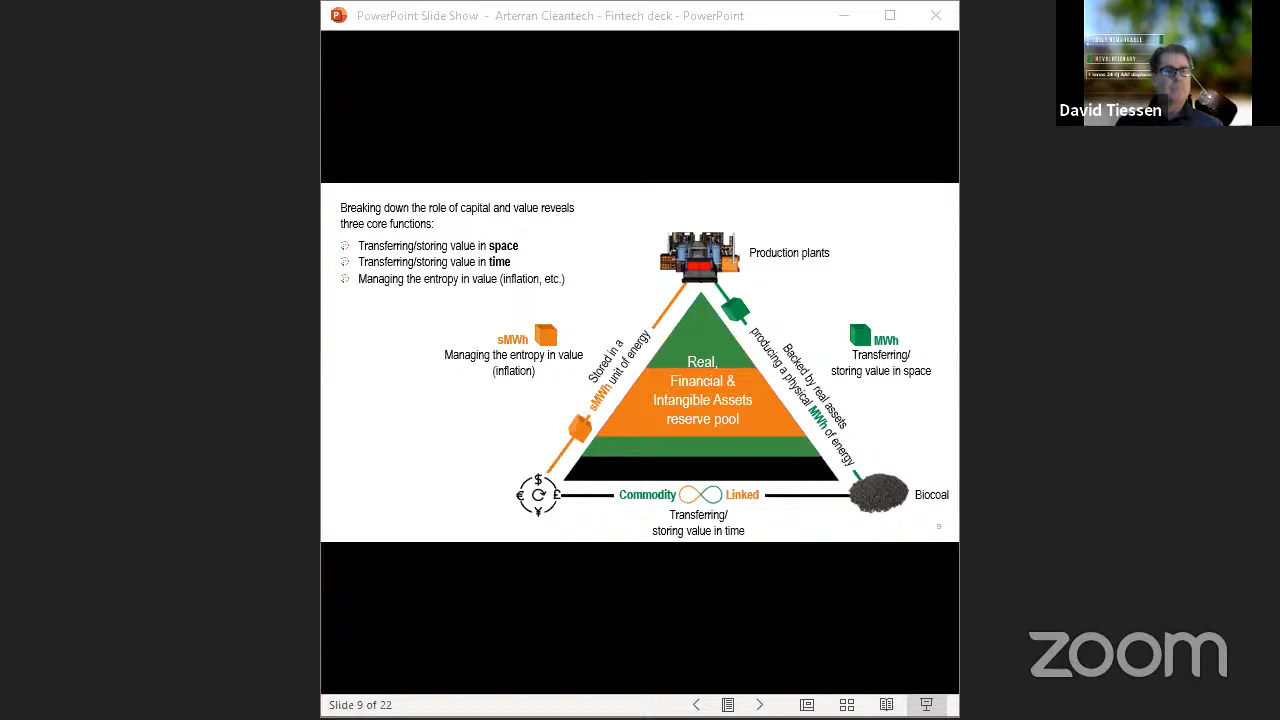 PowerPoint Slide Show - Arterran Cleantech - Fintech deck - PowerPoint
David Tiessen
Breaking down the role of capital and value reveals
three core functions:
Transferring/storing value in space
Transferring/storing value in time
Managing the entropy in value (inflation, etc.)
Production plants
sMWh
Managing the entropy in value
(inflation)
Stored in a
sMWh unit of energy
Real,
Financial &
Intangible Assets
reserve pool
Backed by real assets
producing a physical MWh of energy
MWh
Transferring/
storing value in space
$
€
£
¥
Commodity
Linked
Transferring/
storing value in time
Biocoal
9
zoom
Slide 9 of 22